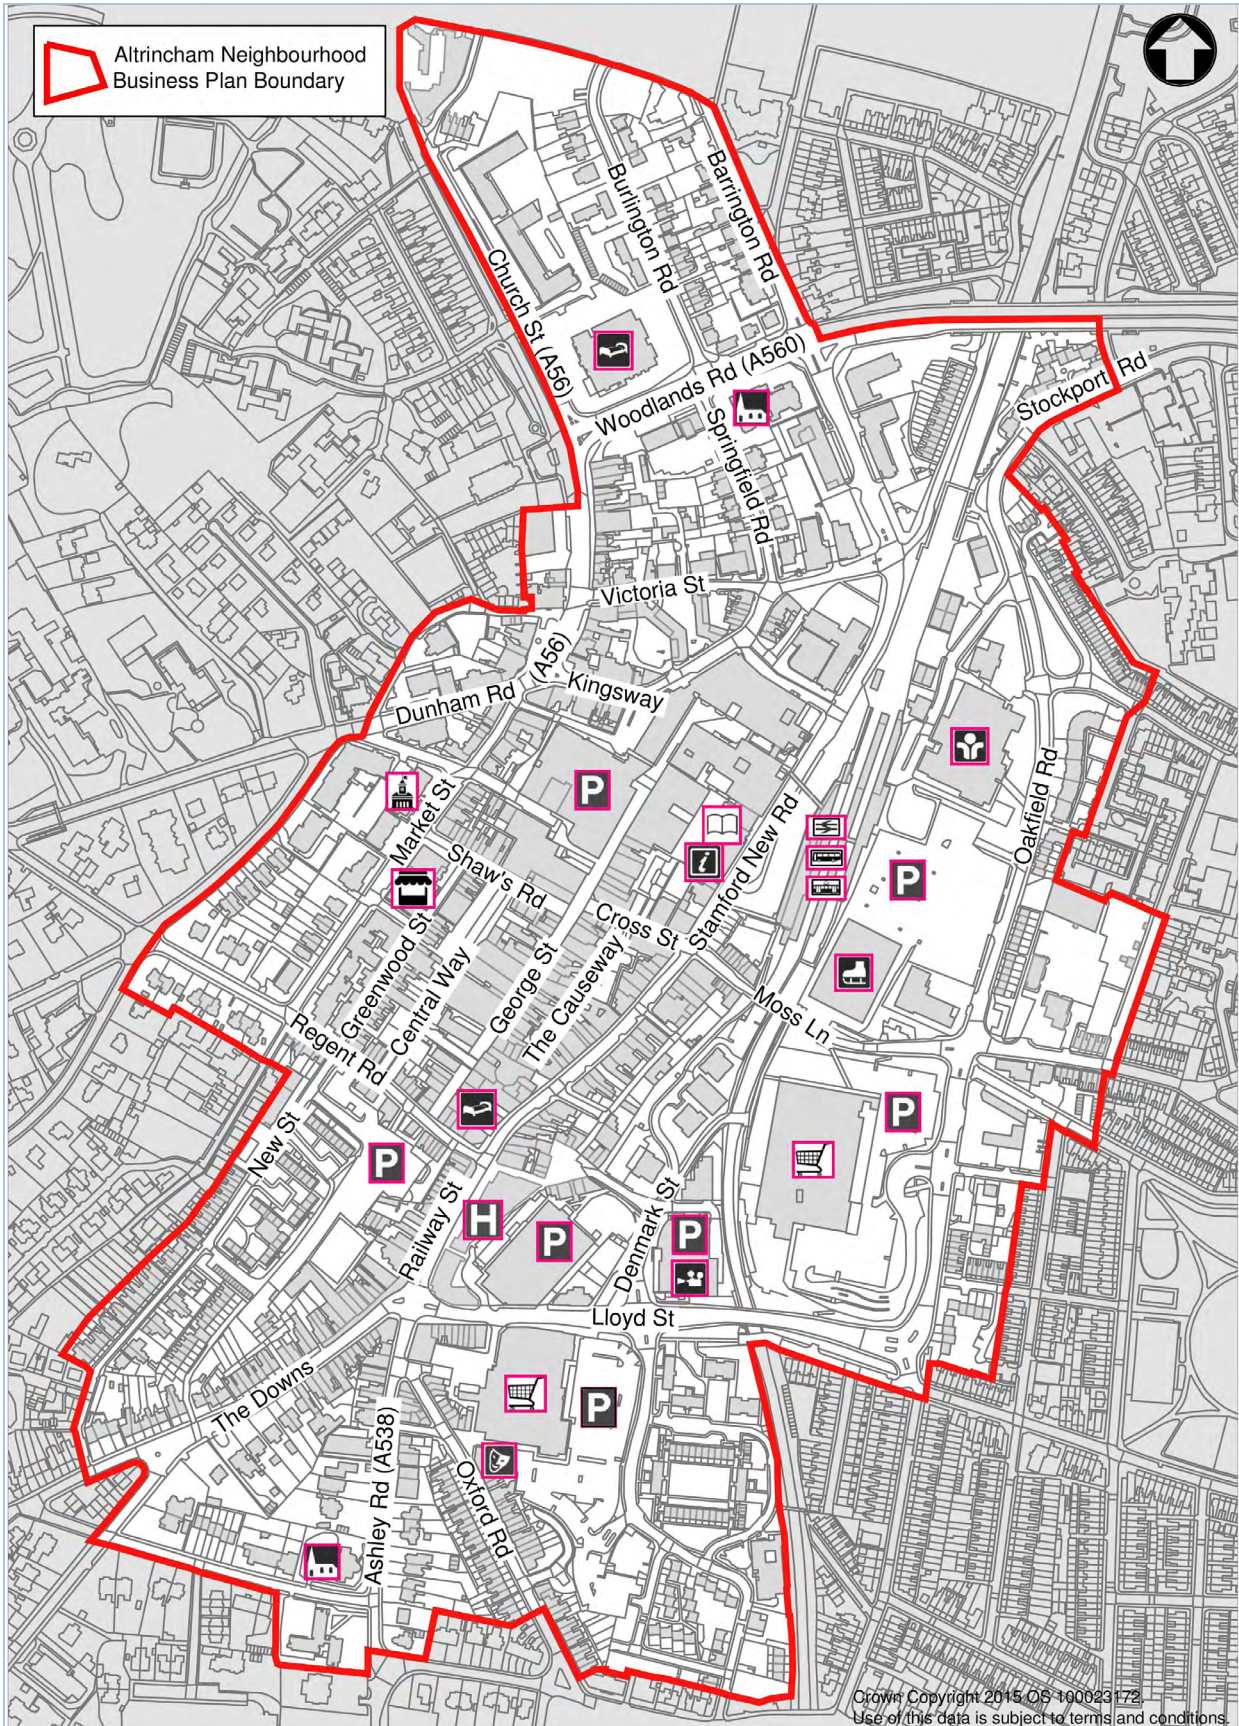 Altrincham Neighbourhood
Business Plan Boundary
Burlington Rd
Barrington Rd
Church St (A56)
Woodlands Rd (A560)
Stockport Rd
Springfield Rd
Victoria St
(A56)
Kingsway
Dunham Rd
P
Market St
Oakfield Rd
Stamford New Rd
i
Shaw's Rd
P
Cross St
Greenwood St
Central Way
George St
The Causeway
Moss Ln
Regent Rd
P
New St
P
Railway St
H
P
Denmark St
P
Lloyd St
The Downs
P
Ashley Rd (A538)
Oxford Rd
Crown Copyright 2015 OS 100023172.
Use of this data is subject to terms and conditions.